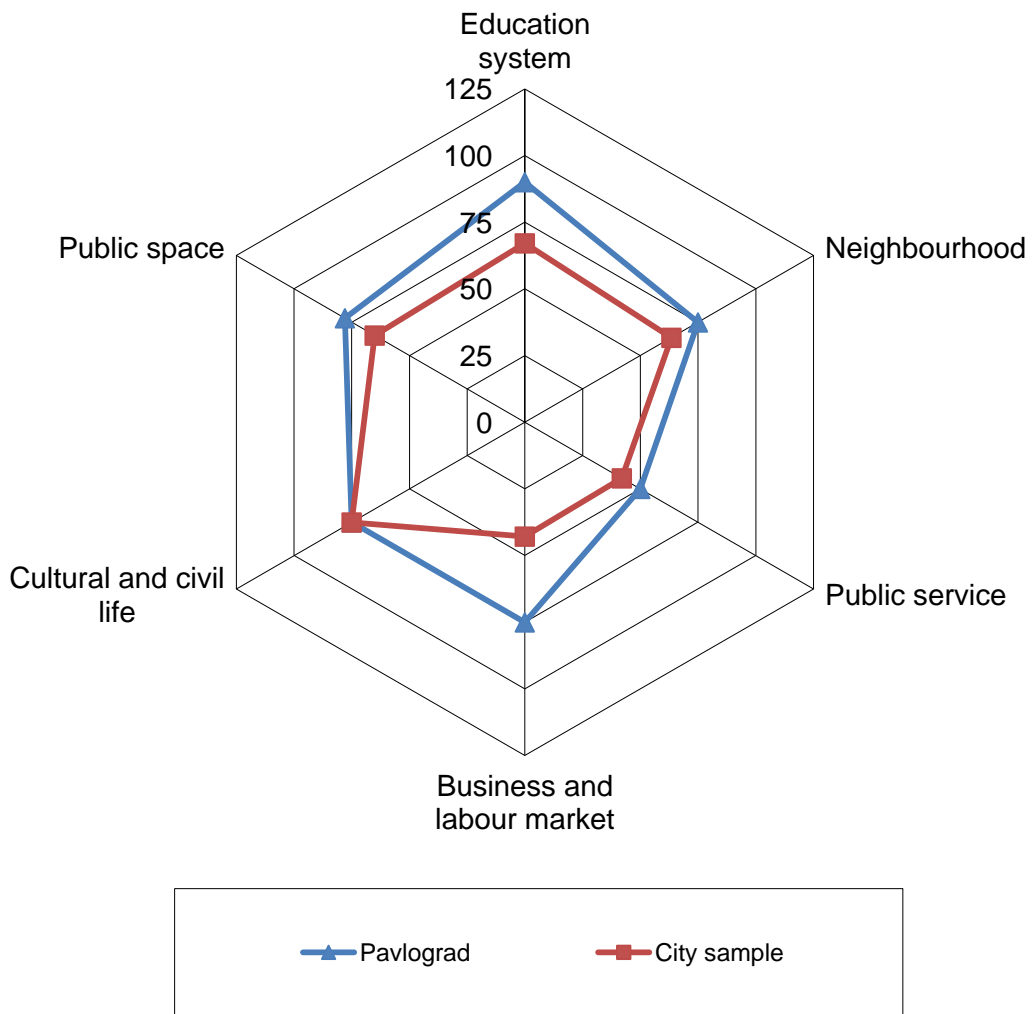 Education
system
125
100
75
50
25
0
Public space
Neighbourhood
Cultural and civil
life
Public service
Business and
labour market
Pavlograd
City sample